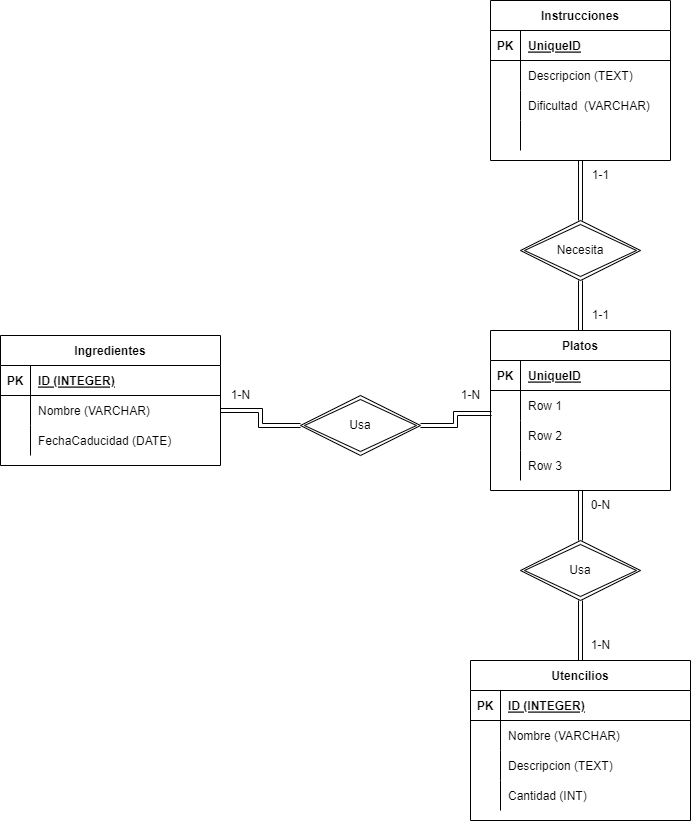 Instrucciones
PK UniqueID
Descripcion (TEXT)
Dificultad (VARCHAR)
1-1
Necesita
1-1
Ingredientes
PK ID (INTEGER)
Nombre (VARCHAR)
FechaCaducidad (DATE)
1-N
Usa
1-N
Platos
PK UniqueID
Row 1
Row 2
Row 3
0-N
Usa
1-N
Utencilios
PK ID (INTEGER)
Nombre (VARCHAR)
Descripcion (TEXT)
Cantidad (INT)